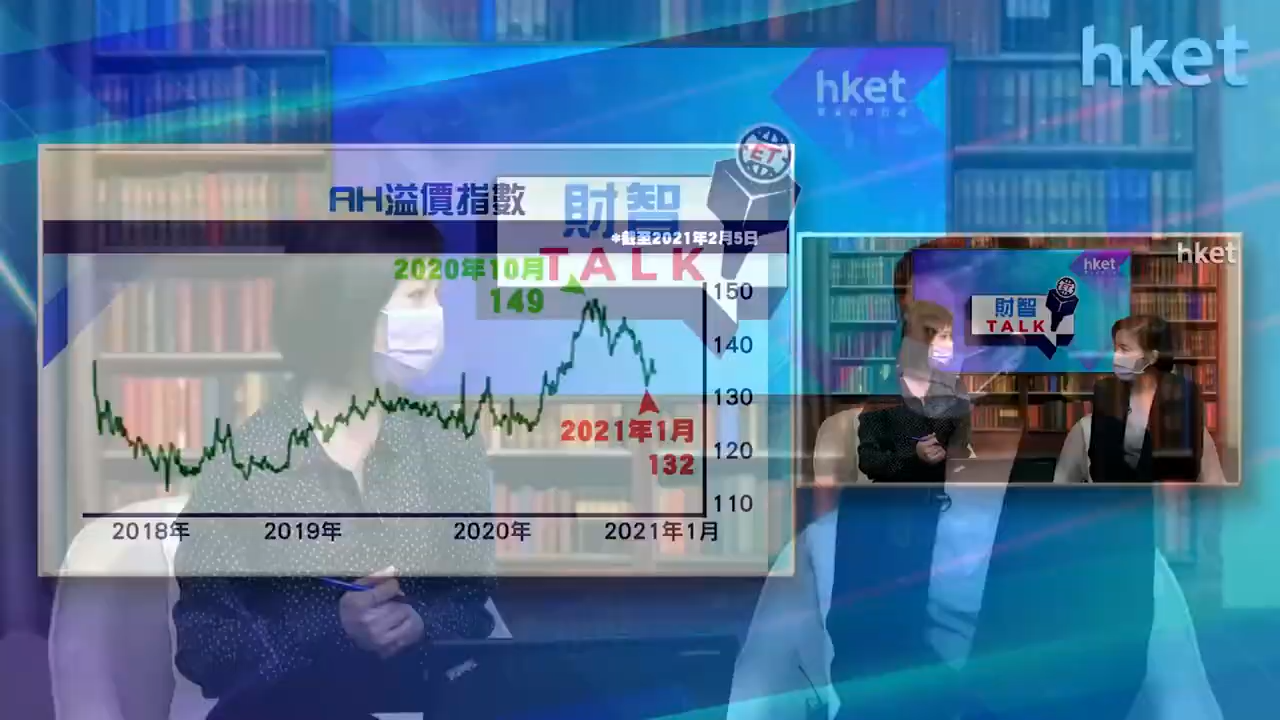 hket
hket
AH溢價指數
財智
TALK
ET
*截至2021年2月5日
2020年10月
149
150
140
130
120
110
2021年1月
132
2018年
2019年
2020年
2021年1月
hket
hket
財智
TALK